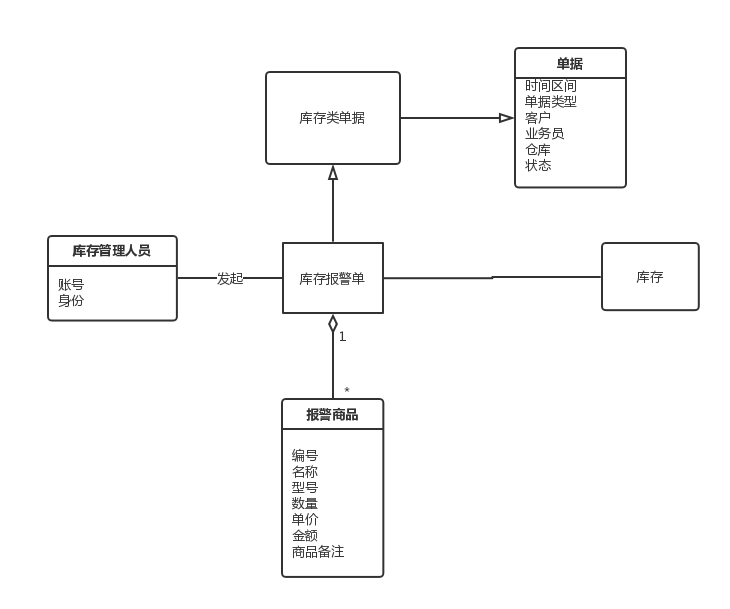 单据
时间区间
单据类型
客户
业务员
仓库
状态
库存类单据
库存管理人员
账号
身份
发起
库存报警单
库存
1
*
报警商品
编号
名称
型号
数量
单价
金额
商品备注